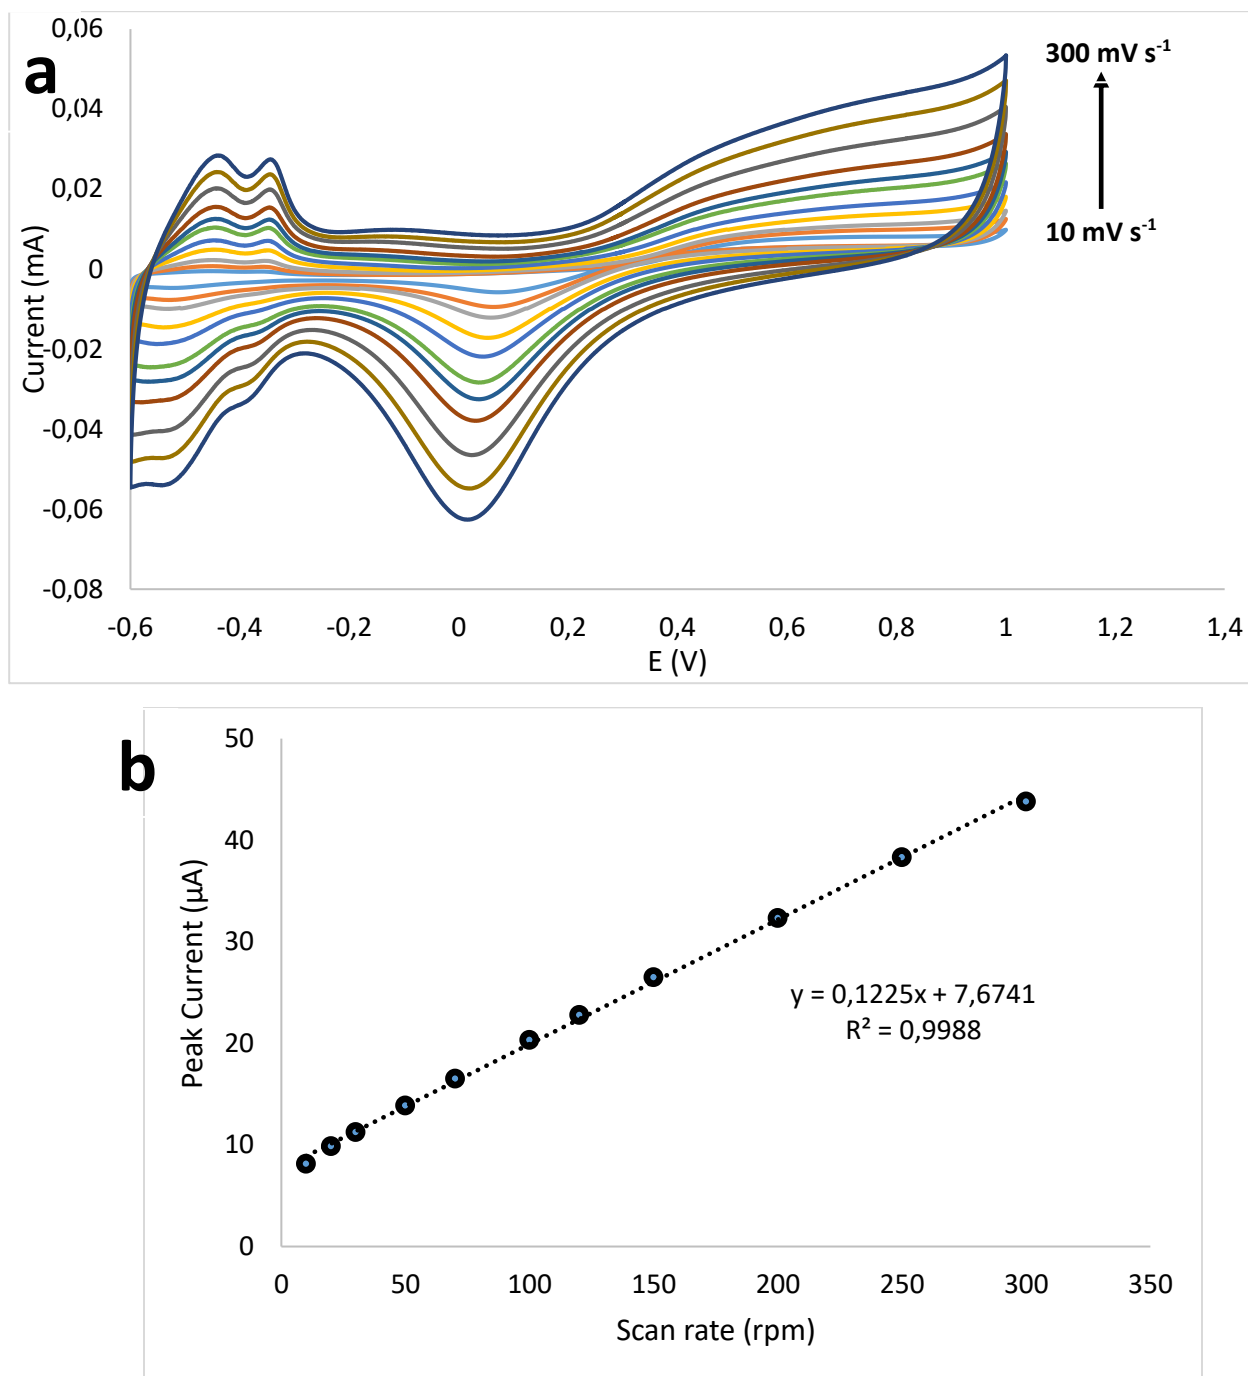 a
0,06
0,04
0,02
0
-0,02
-0,04
-0,06
-0,08
Current (mA)
-0,6 -0,4 -0,2 0 0,2 0,4 0,6 0,8 1 1,2 1,4
E (V)
300 mV s⁻¹
10 mV s⁻¹
b
50
40
30
20
10
0
Peak Current (µA)
y = 0,1225x + 7,6741
R² = 0,9988
0 50 100 150 200 250 300 350
Scan rate (rpm)